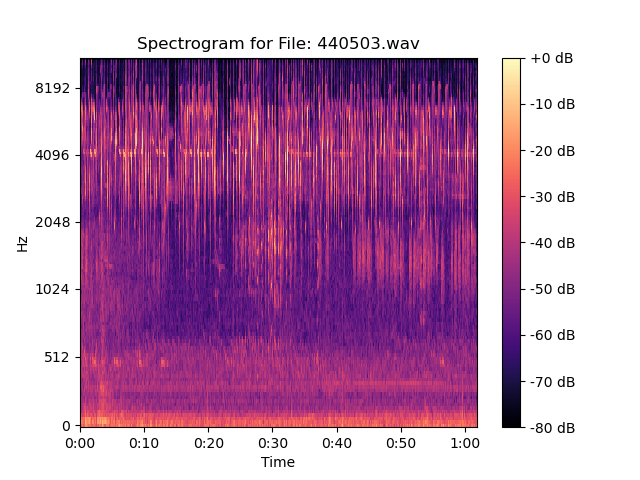 Spectrogram for File: 440503.wav
Hz
8192
4096
2048
1024
512
0
0:00 0:10 0:20 0:30 0:40 0:50 1:00
Time
+0 dB
-10 dB
-20 dB
-30 dB
-40 dB
-50 dB
-60 dB
-70 dB
-80 dB